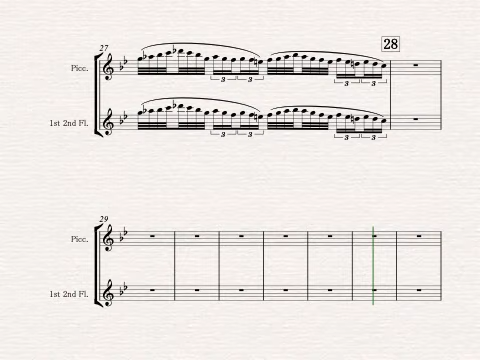 28
27
Picc.
3 3 3 3
1st 2nd Fl.
3 3 3 3
29
Picc.
1st 2nd Fl.